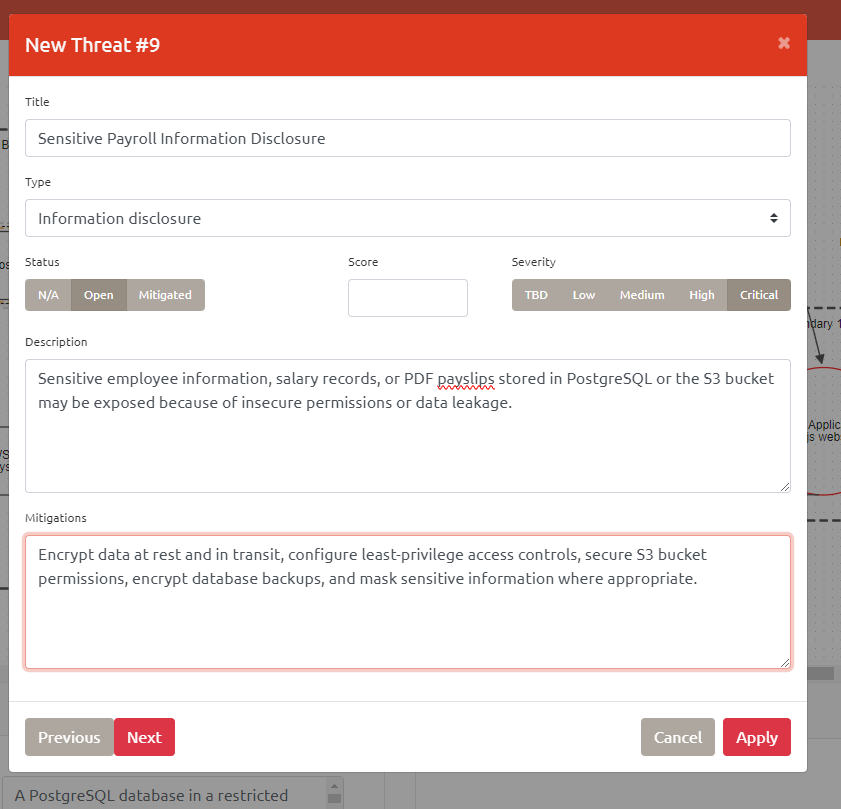 New Threat #9
Title
Sensitive Payroll Information Disclosure
Type
Information disclosure
Status
Score
Severity
N/A
Open
Mitigated
TBD
Low
Medium
High
Critical
Description
Sensitive employee information, salary records, or PDF payslips stored in PostgreSQL or the S3 bucket
may be exposed because of insecure permissions or data leakage.
Mitigations
Encrypt data at rest and in transit, configure least-privilege access controls, secure S3 bucket
permissions, encrypt database backups, and mask sensitive information where appropriate.
Previous
Next
Cancel
Apply
A PostgreSQL database in a restricted